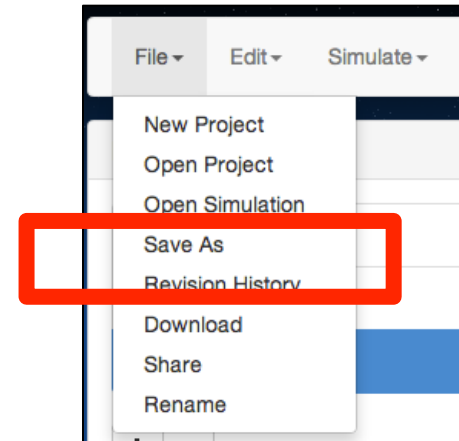 File Edit Simulate
New Project
Open Project
Open Simulation
Save As
Revision History
Download
Share
Rename